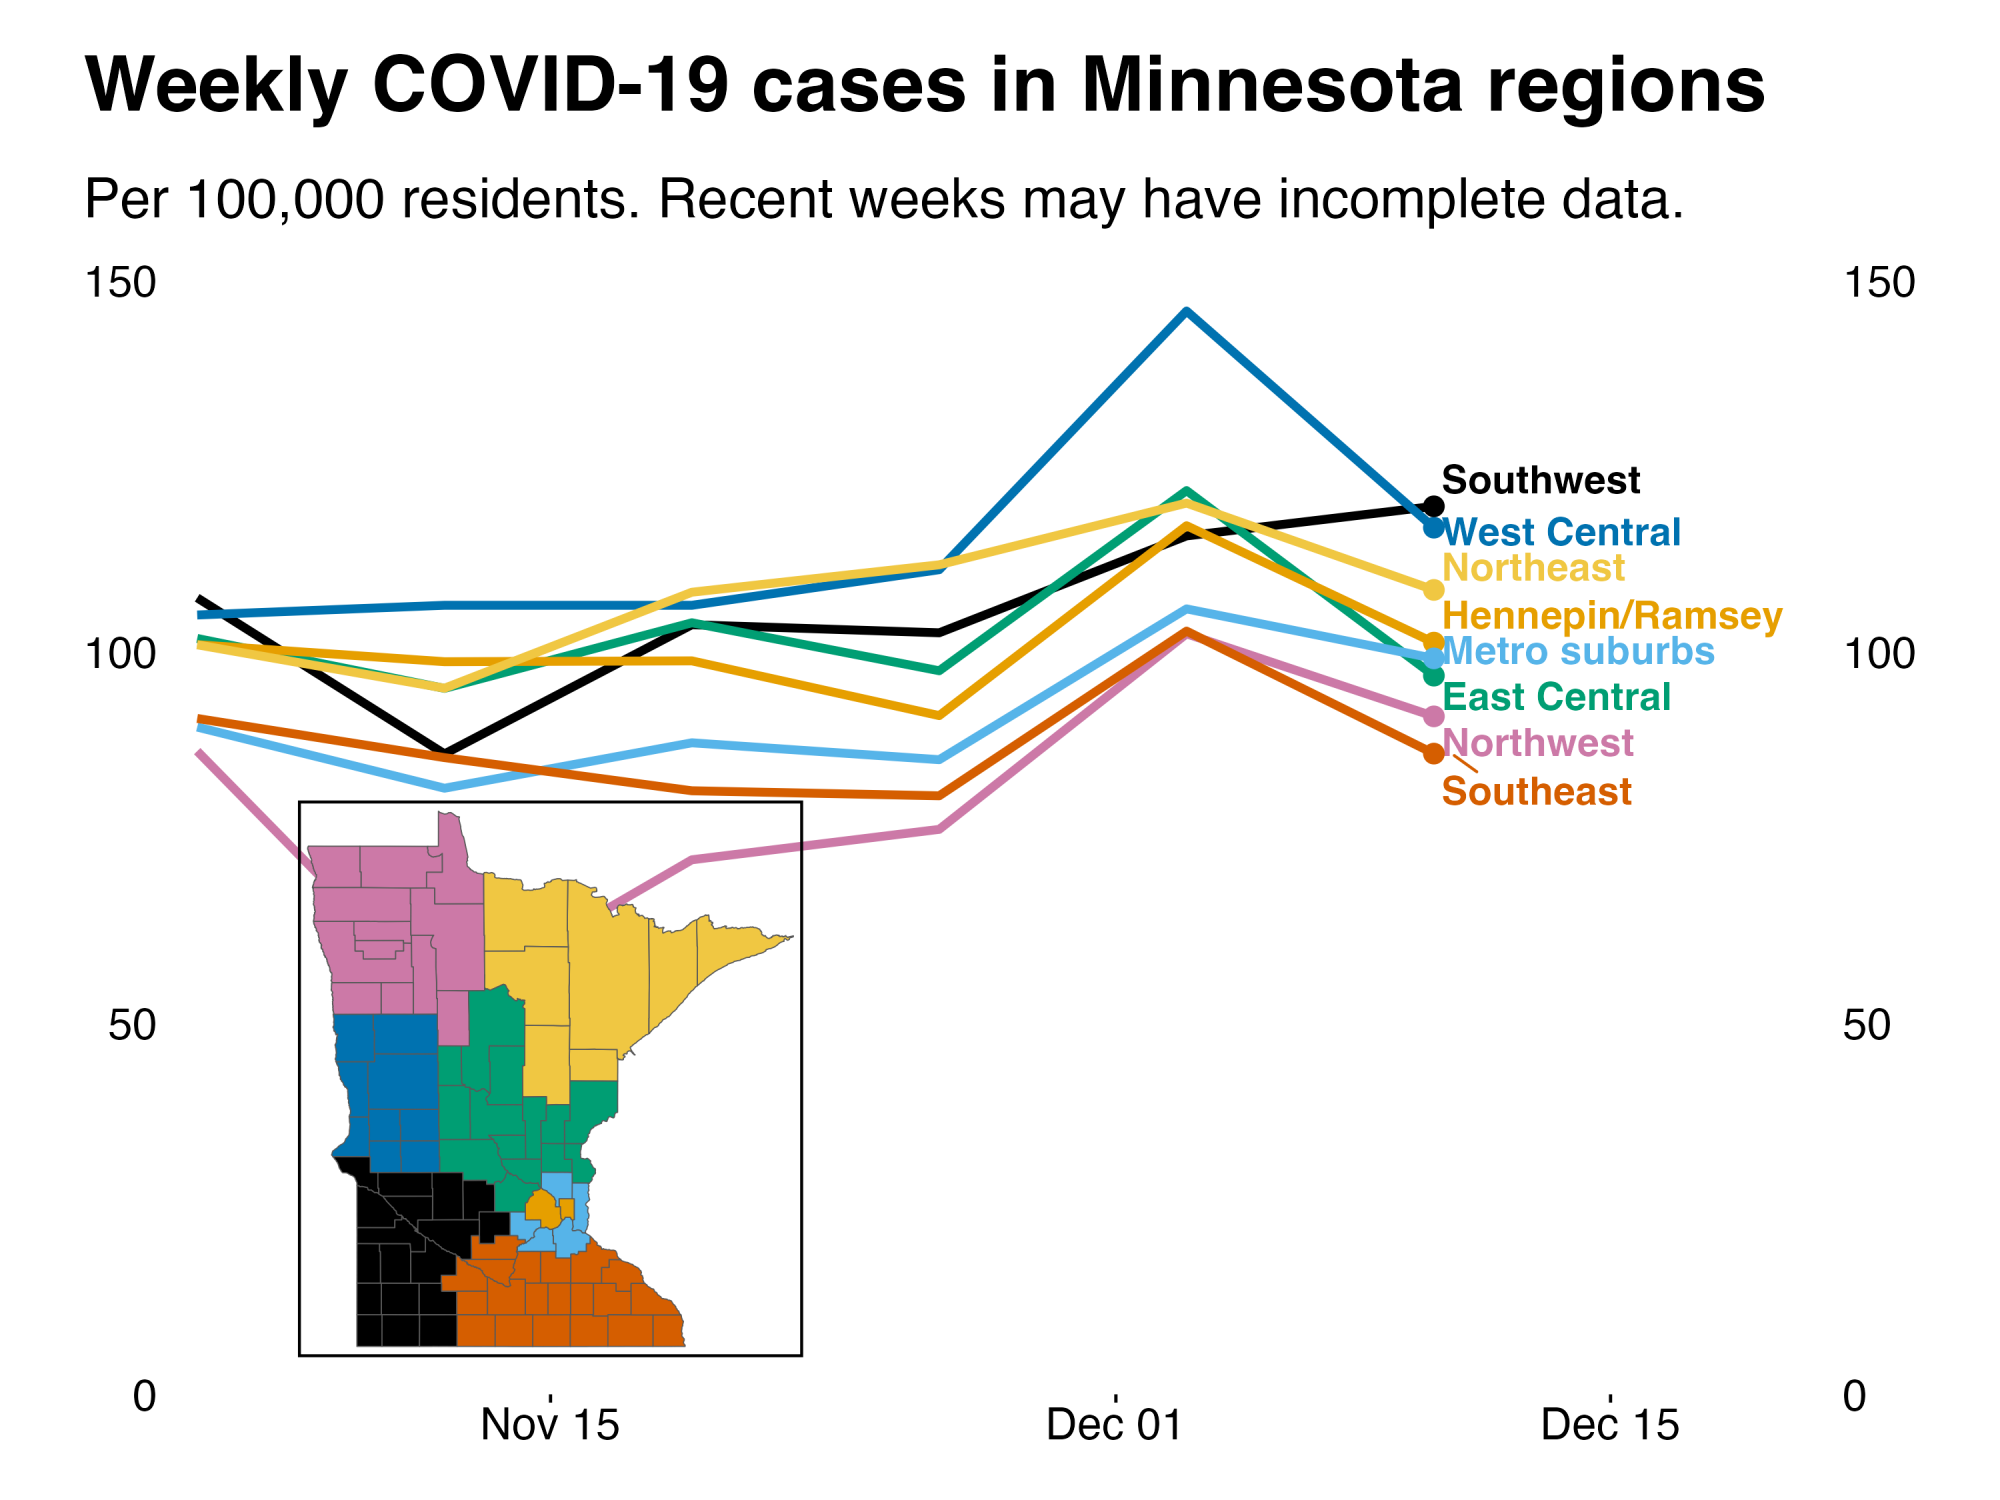 Weekly COVID-19 cases in Minnesota regions
Per 100,000 residents. Recent weeks may have incomplete data.
150
150
Southwest
West Central
Northeast
Hennepin/Ramsey
100
Metro suburbs
100
East Central
Northwest
Southeast
50
50
0
0
Nov 15
Dec 01
Dec 15